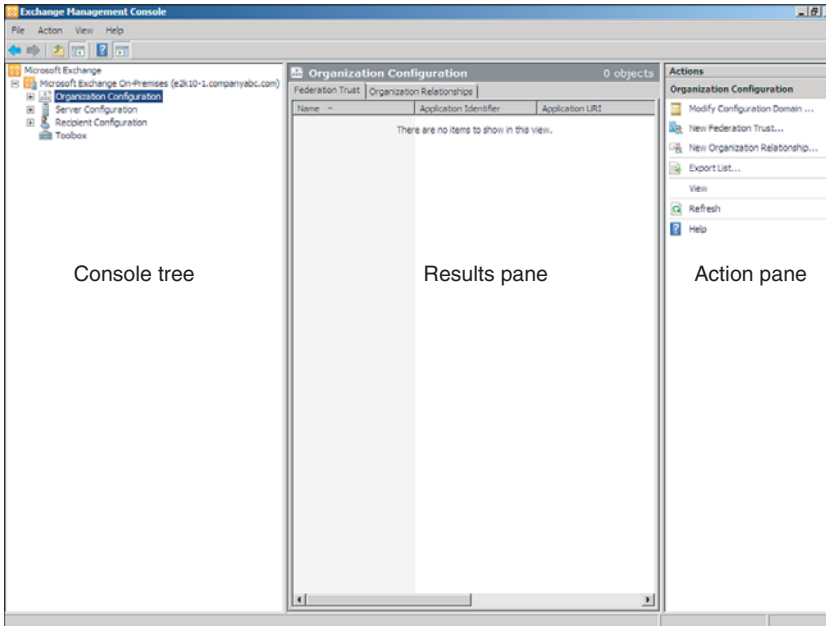 Exchange Management Console
File Action View Help
Microsoft Exchange
Microsoft Exchange On-Premises (e2k10-1.companyabc.com)
Organization Configuration
Server Configuration
Recipient Configuration
Toolbox
Console tree
Organization Configuration 0 objects
Federation Trust Organization Relationships
Name Application Identifier Application URI
There are no items to show in this view.
Results pane
Actions
Organization Configuration
Modify Configuration Domain ...
New Federation Trust...
New Organization Relationship...
Export List...
View
Refresh
Help
Action pane